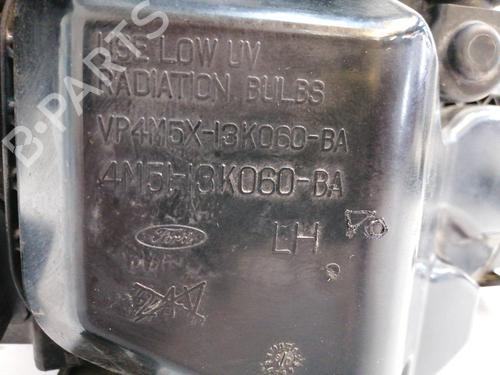 USE LOW UV
RADIATION BULBS
VP4M5X-13K060-BA
4M51-13K060-BA
Ford
LH
B-PARTS